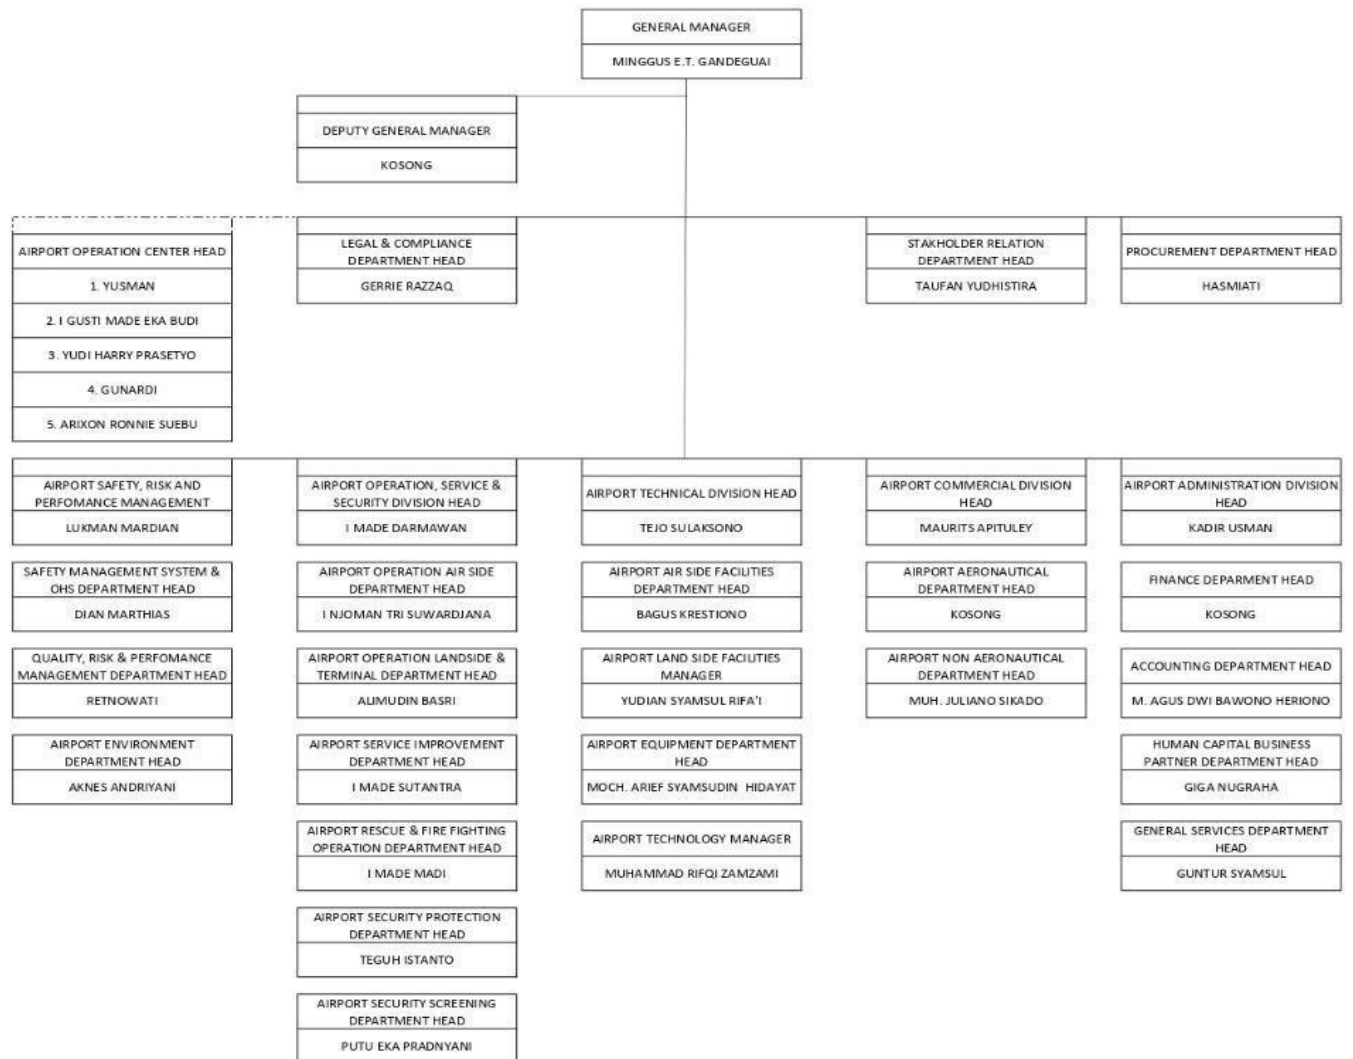 GENERAL MANAGER
MINGGUS E.T. GANDEGUAI
DEPUTY GENERAL MANAGER
KOSONG
AIRPORT OPERATION CENTER HEAD
1. YUSMAN
2. I GUSTI MADE EKA BUDI
3. YUDI HARRY PRASETYO
4. GUNARDI
5. ARIXON RONNIE SUEBU
LEGAL & COMPLIANCE
DEPARTMENT HEAD
GERRIE RAZZAQ
STAKHOLDER RELATION
DEPARTMENT HEAD
TAUFAN YUDHISTIRA
PROCUREMENT DEPARTMENT HEAD
HASMIATI
AIRPORT SAFETY, RISK AND
PERFOMANCE MANAGEMENT
LUKMAN MARDIAN
SAFETY MANAGEMENT SYSTEM &
OHS DEPARTMENT HEAD
DIAN MARTHIAS
QUALITY, RISK & PERFOMANCE
MANAGEMENT DEPARTMENT HEAD
RETNOWATI
AIRPORT ENVIRONMENT
DEPARTMENT HEAD
AKNES ANDRIYANI
AIRPORT OPERATION, SERVICE &
SECURITY DIVISION HEAD
I MADE DARMAWAN
AIRPORT OPERATION AIR SIDE
DEPARTMENT HEAD
I NJOMAN TRI SUWARDJANA
AIRPORT OPERATION LANDSIDE &
TERMINAL DEPARTMENT HEAD
ALIMUDIN BASRI
AIRPORT SERVICE IMPROVEMENT
DEPARTMENT HEAD
I MADE SUTANTRA
AIRPORT RESCUE & FIRE FIGHTING
OPERATION DEPARTMENT HEAD
I MADE MADI
AIRPORT SECURITY PROTECTION
DEPARTMENT HEAD
TEGUH ISTANTO
AIRPORT SECURITY SCREENING
DEPARTMENT HEAD
PUTU EKA PRADNYANI
AIRPORT TECHNICAL DIVISION HEAD
TEJO SULAKSONO
AIRPORT AIR SIDE FACILITIES
DEPARTMENT HEAD
BAGUS KRESTIONO
AIRPORT LAND SIDE FACILITIES
MANAGER
YUDIAN SYAMSUL RIFA'I
AIRPORT EQUIPMENT DEPARTMENT
HEAD
MOCH. ARIEF SYAMSUDIN HIDAYAT
AIRPORT TECHNOLOGY MANAGER
MUHAMMAD RIFQI ZAMZAMI
AIRPORT COMMERCIAL DIVISION
HEAD
MAURITS APITULEY
AIRPORT AERONAUTICAL
DEPARTMENT HEAD
KOSONG
AIRPORT NON AERONAUTICAL
DEPARTMENT HEAD
MUH. JULIANO SIKADO
AIRPORT ADMINISTRATION DIVISION
HEAD
KADIR USMAN
FINANCE DEPARMENT HEAD
KOSONG
ACCOUNTING DEPARTMENT HEAD
M. AGUS DWI BAWONO HERIONO
HUMAN CAPITAL BUSINESS
PARTNER DEPARTMENT HEAD
GIGA NUGRAHA
GENERAL SERVICES DEPARTMENT
HEAD
GUNTUR SYAMSUL